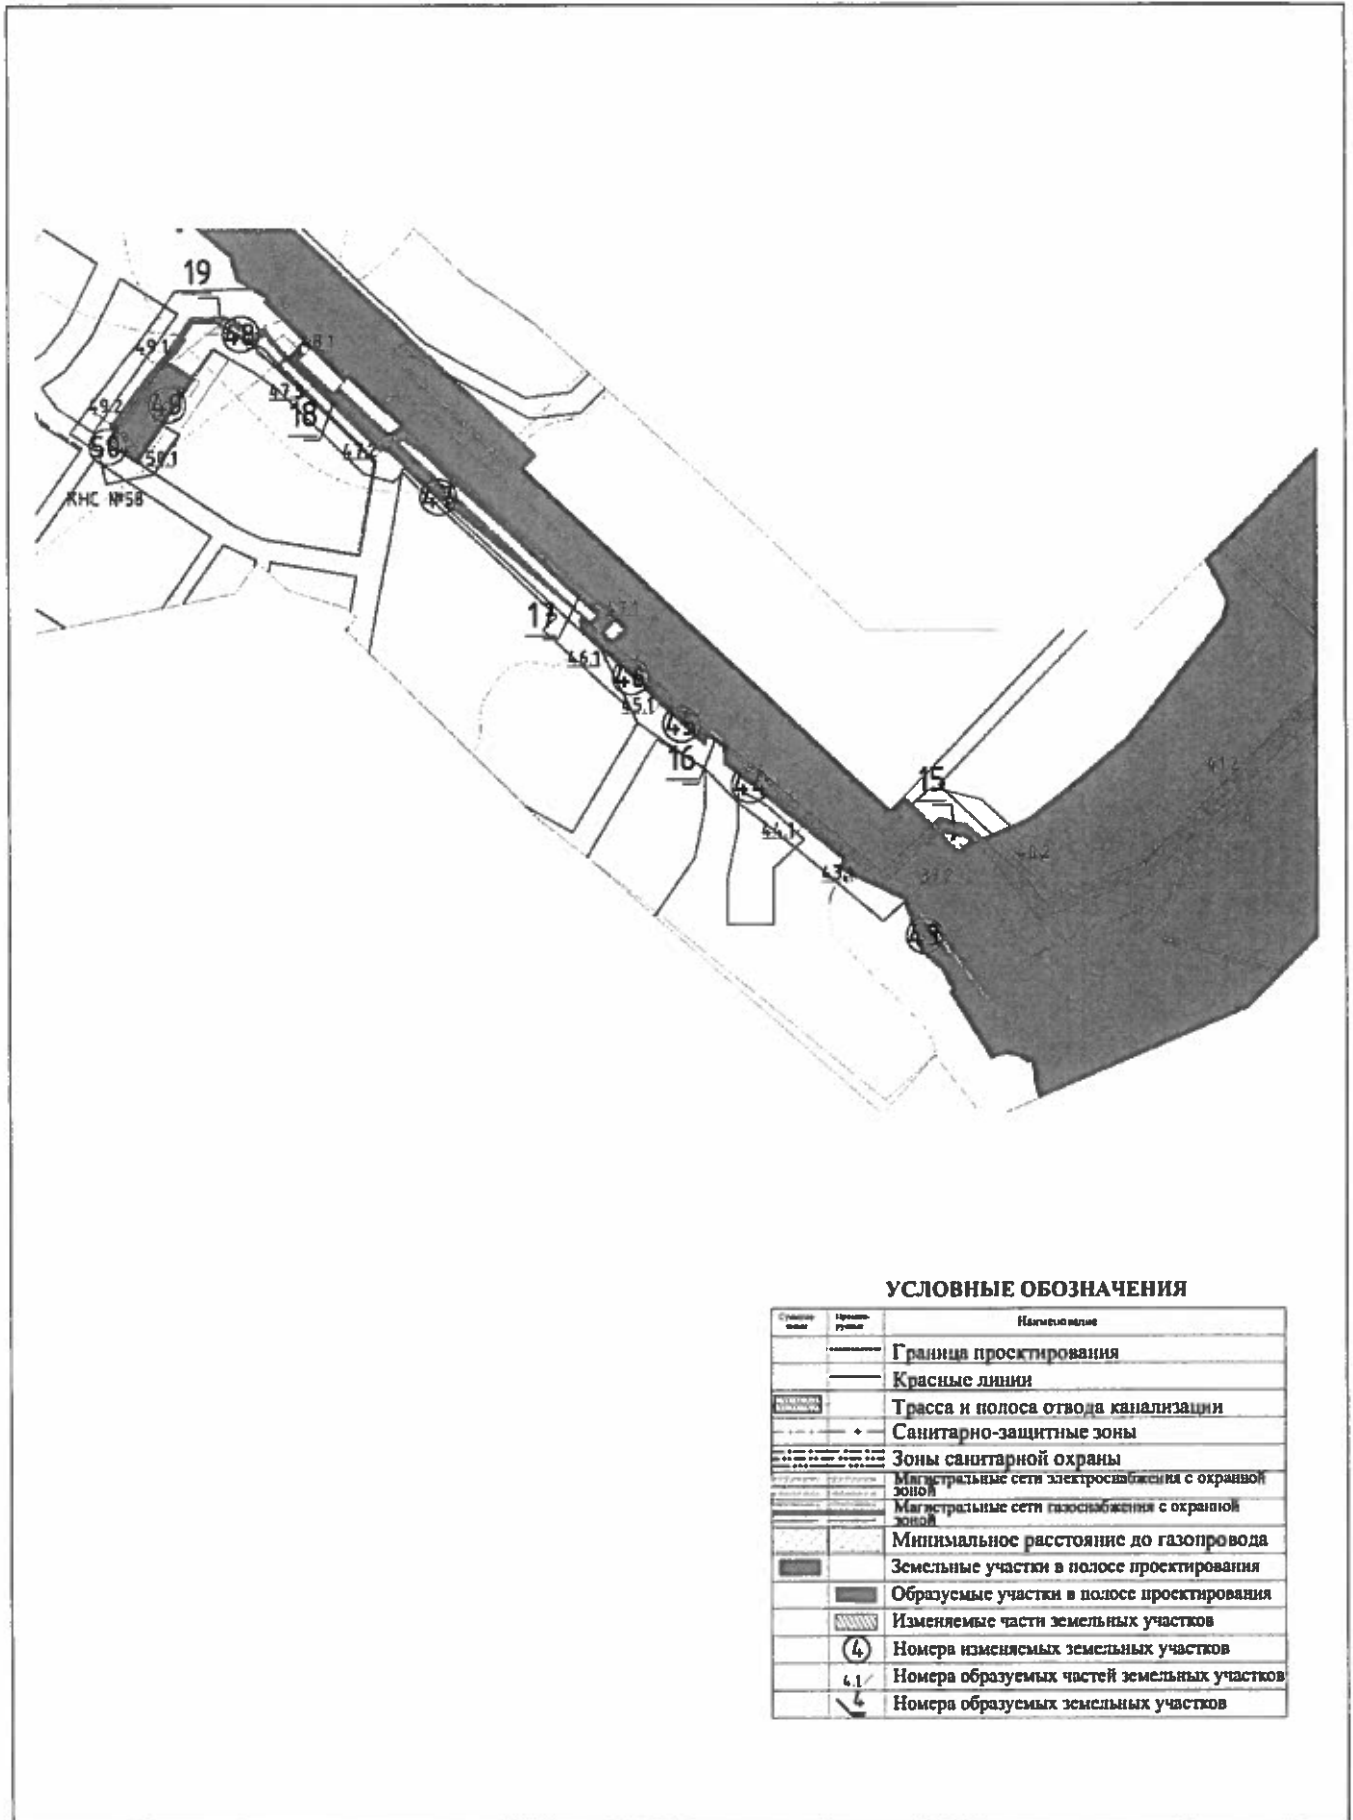 19
48
48.1
49.1
47.3
49
49.2
18
50
50.1
47.2
КНС №58
47
17
47.1
46.1
46
45.1
45
16
15
44
41.2
44.1
43.1
43
УСЛОВНЫЕ ОБОЗНАЧЕНИЯ
Наименование
Граница проектирования
Красные линии
Трасса и полоса отвода канализации
Санитарно-защитные зоны
Зоны санитарной охраны
Магистральные сети электроснабжения с охранной
зоной
Магистральные сети газоснабжения с охранной
зоной
Минимальное расстояние до газопровода
Земельные участки в полосе проектирования
Образуемые участки в полосе проектирования
Изменяемые части земельных участков
4 Номера изменяемых земельных участков
4.1 Номера образуемых частей земельных участков
4 Номера образуемых земельных участков